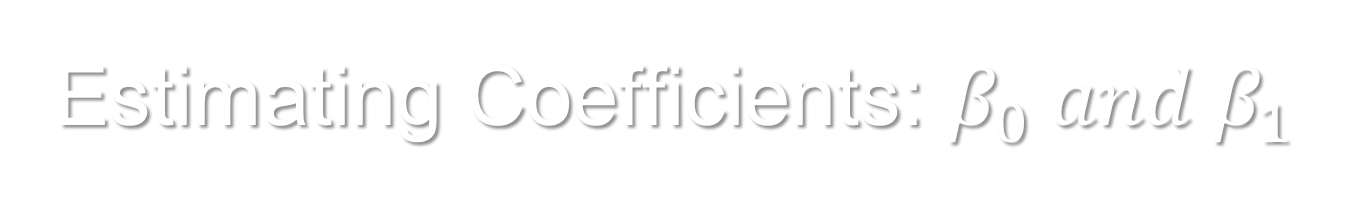 Estimating Coefficients: β₀ and β₁